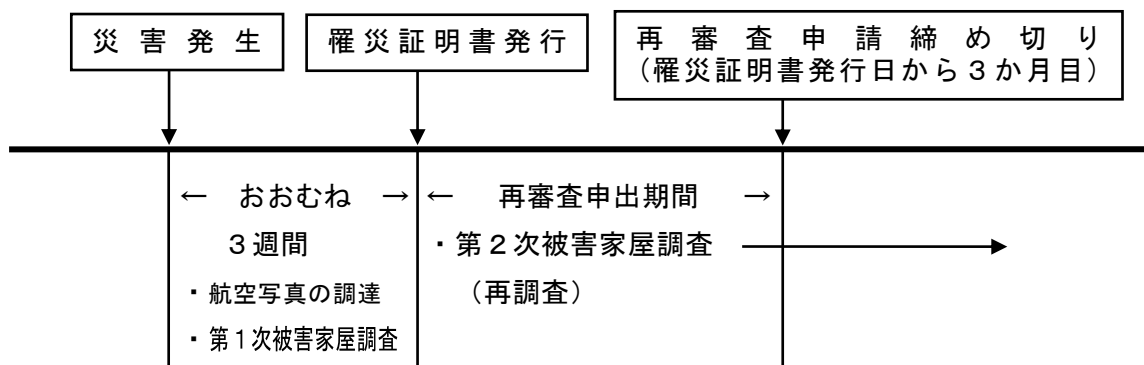 災害発生
罹災証明書発行
再審査申請締め切り
（罹災証明書発行日から３か月目）
← おおむね →
３週間
・航空写真の調達
・第１次被害家屋調査
← 再審査申出期間 →
・第２次被害家屋調査
（再調査）